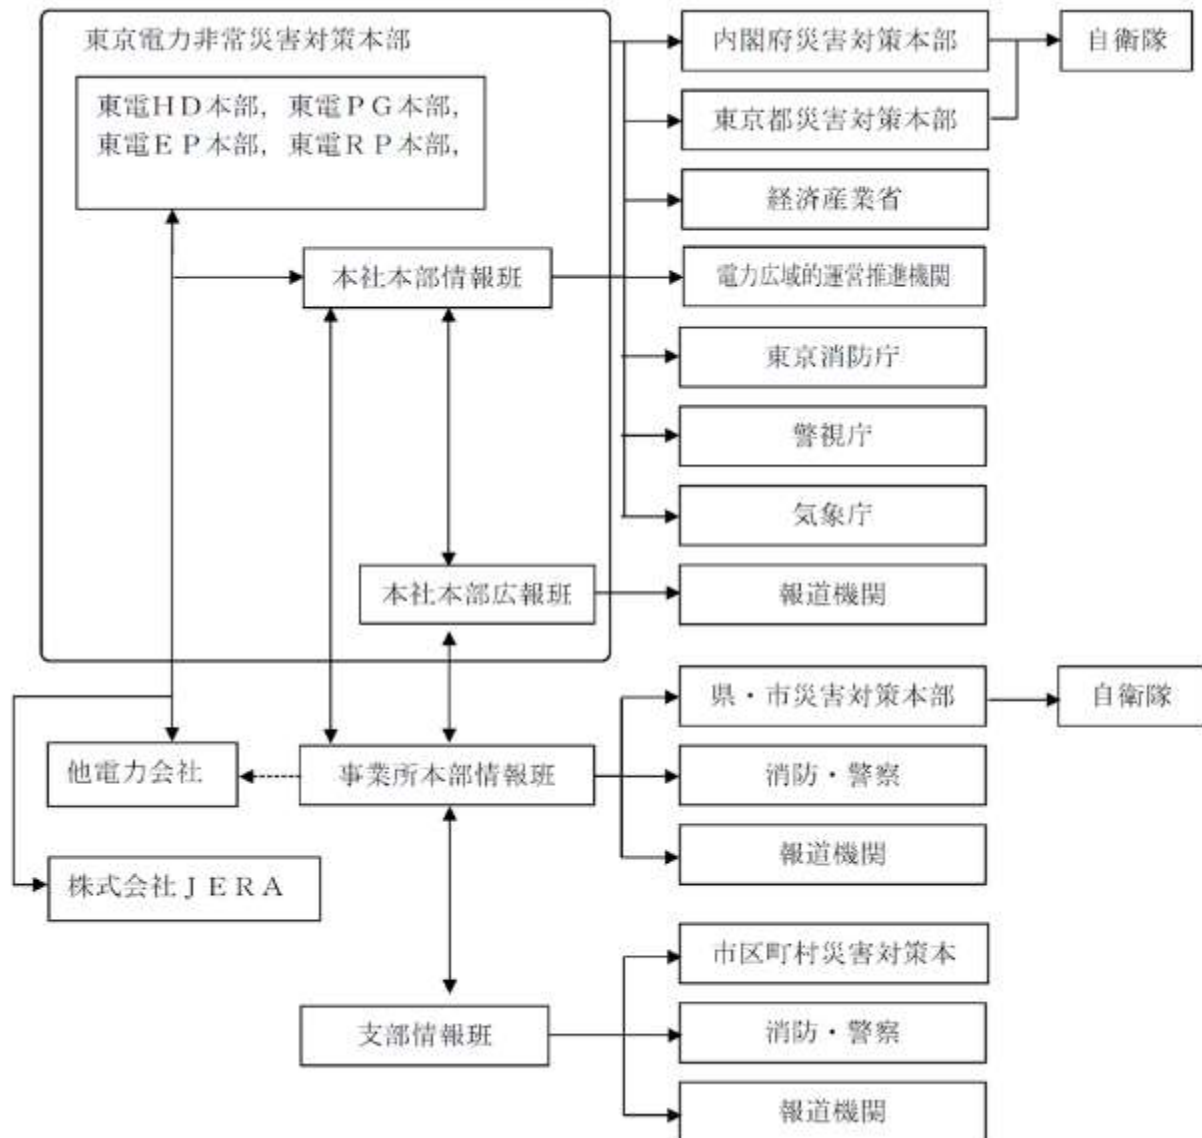 東京電力非常災害対策本部
東電HD本部，東電PG本部，
東電EP本部，東電RP本部，
本社本部情報班
本社本部広報班
内閣府災害対策本部
自衛隊
東京都災害対策本部
経済産業省
電力広域的運営推進機関
東京消防庁
警視庁
気象庁
報道機関
県・市災害対策本部
自衛隊
他電力会社
事業所本部情報班
消防・警察
報道機関
株式会社JERA
市区町村災害対策本
支部情報班
消防・警察
報道機関